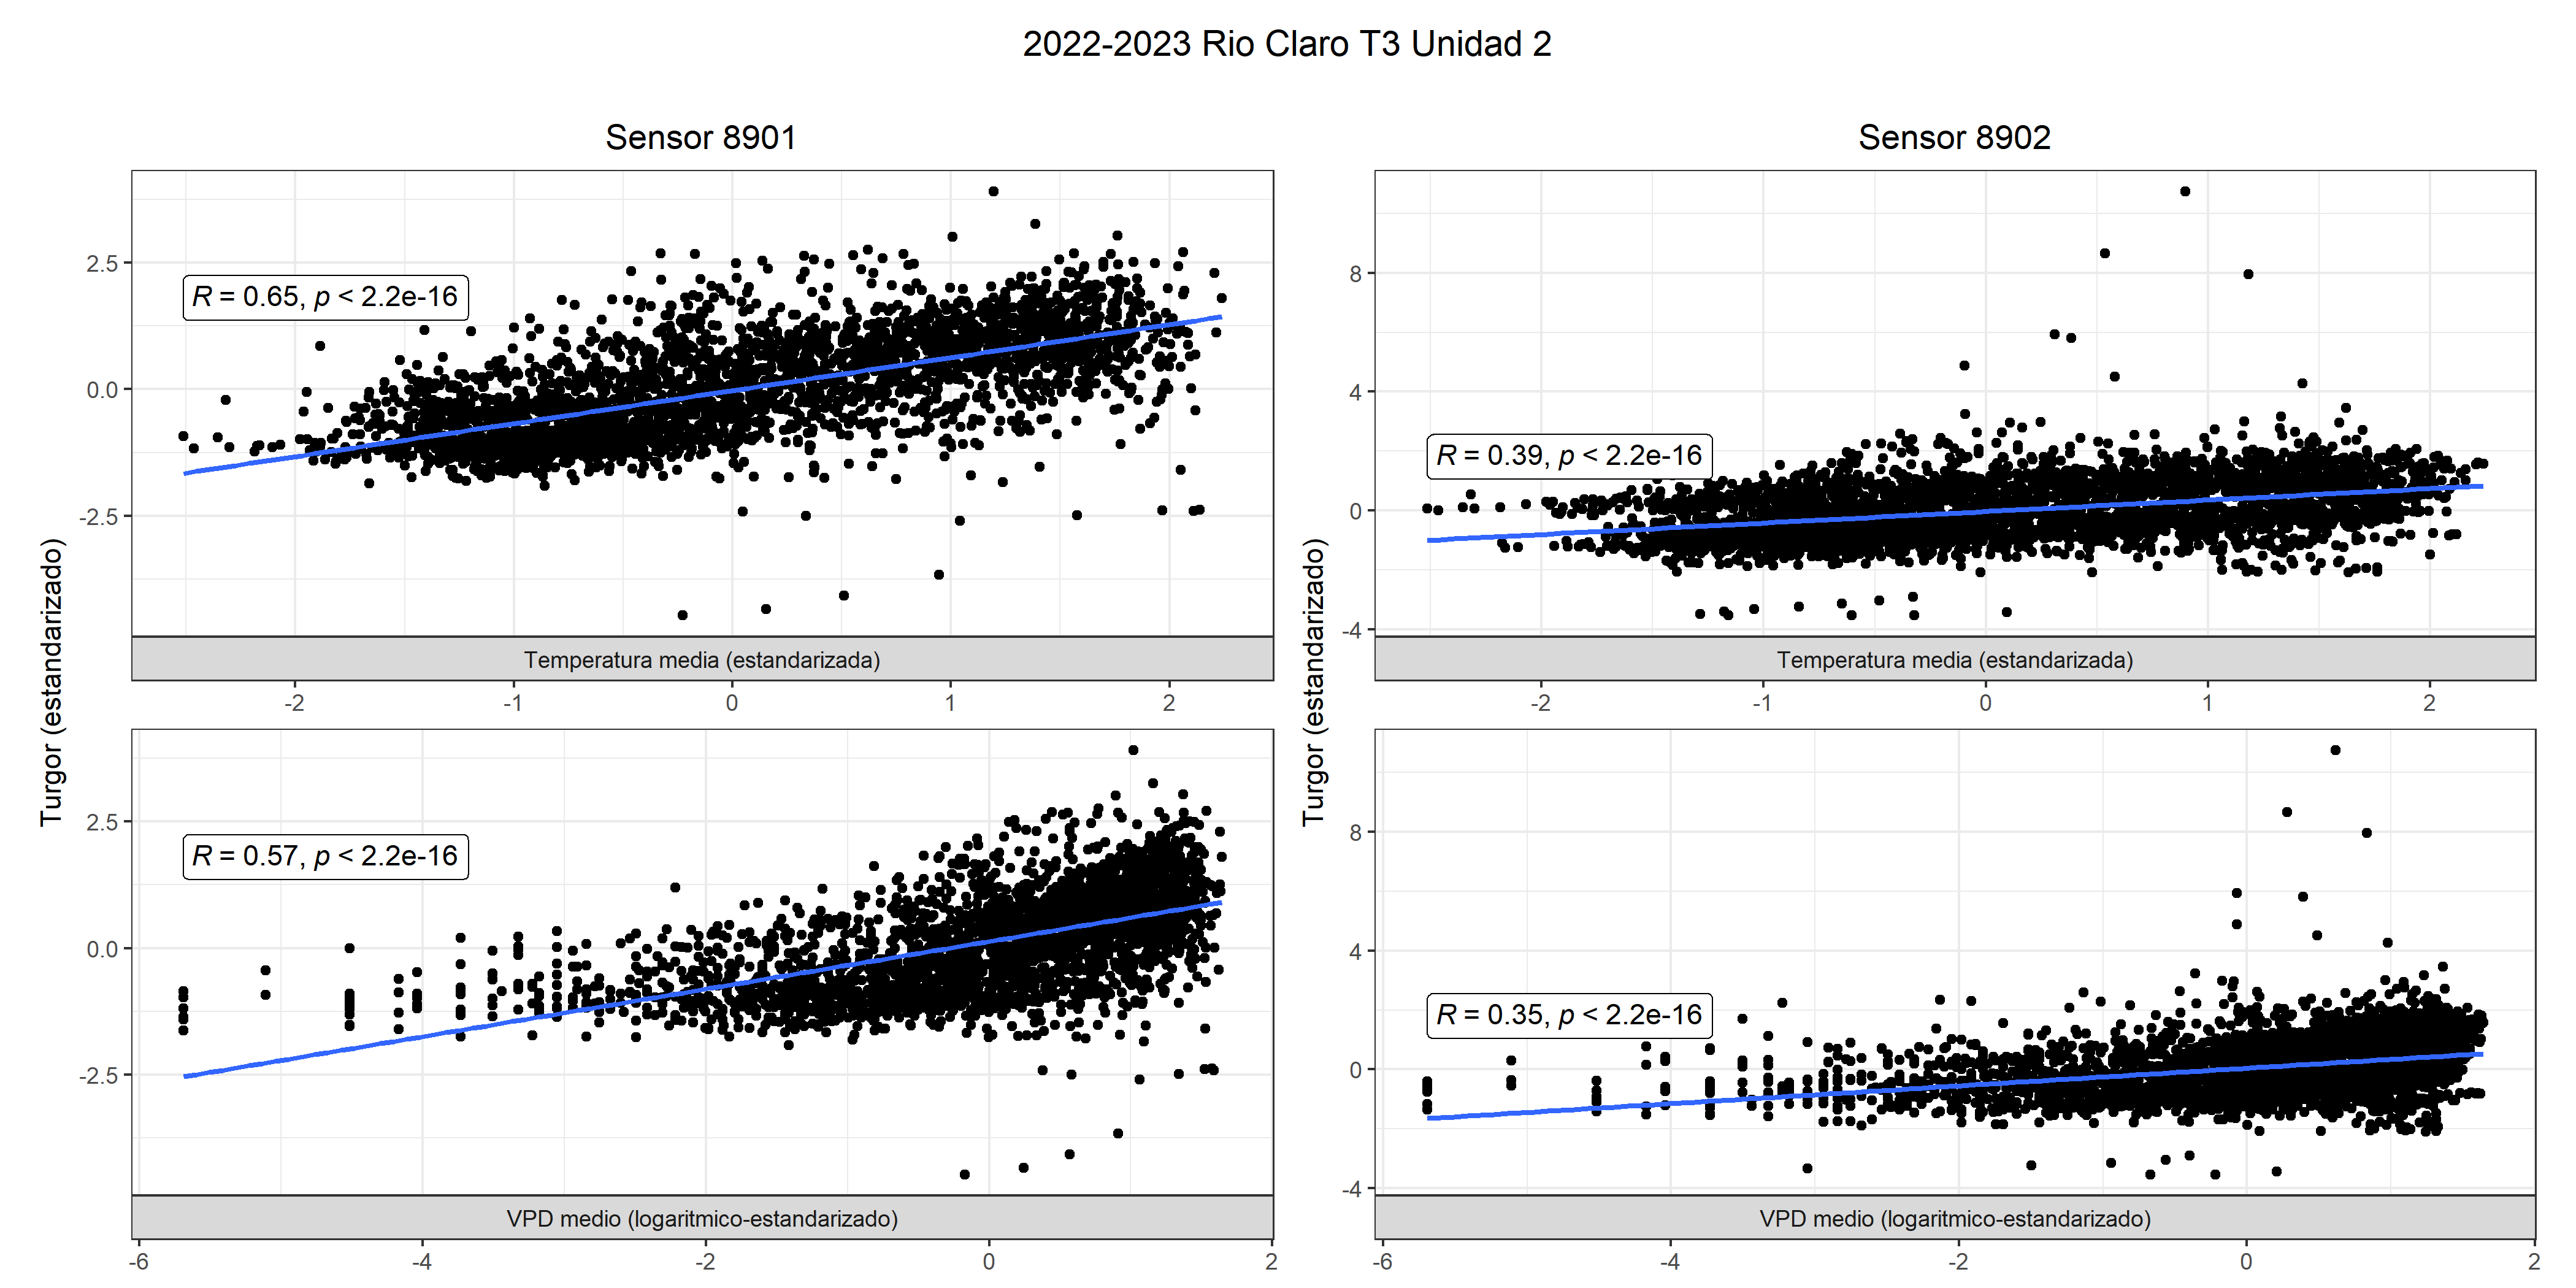 2022-2023 Rio Claro T3 Unidad 2
Sensor 8901
Sensor 8902
Turgor (estandarizado)
2.5
0.0
-2.5
R = 0.65, p < 2.2e-16
Temperatura media (estandarizada)
-2 -1 0 1 2
2.5
0.0
-2.5
R = 0.57, p < 2.2e-16
VPD medio (logaritmico-estandarizado)
-6 -4 -2 0 2
Turgor (estandarizado)
8
4
0
-4
R = 0.39, p < 2.2e-16
Temperatura media (estandarizada)
-2 -1 0 1 2
8
4
0
-4
R = 0.35, p < 2.2e-16
VPD medio (logaritmico-estandarizado)
-6 -4 -2 0 2